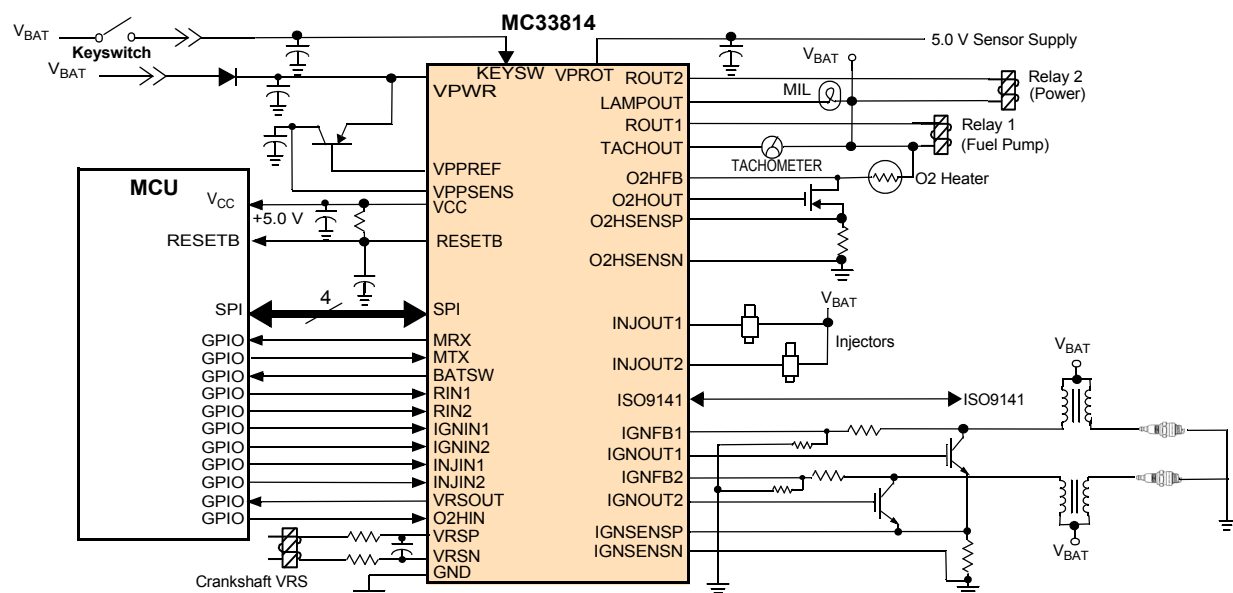 MC33814
VBAT
Keyswitch
VBAT
5.0 V Sensor Supply
VBAT
KEYSW
VPROT
VPWR
ROUT2
Relay 2
(Power)
MIL
LAMPOUT
ROUT1
Relay 1
(Fuel Pump)
TACHOUT
TACHOMETER
VPPREF
O2HFB
O2 Heater
MCU
VPPSENS
O2HOUT
VCC
+5.0 V
VCC
O2HSENSP
RESETB
RESETB
O2HSENSN
SPI
4
SPI
VBAT
INJOUT1
Injectors
GPIO
MRX
GPIO
MTX
INJOUT2
GPIO
BATSW
GPIO
RIN1
ISO9141
ISO9141
VBAT
GPIO
RIN2
GPIO
IGNIN1
IGNFB1
GPIO
IGNIN2
IGNOUT1
GPIO
INJIN1
IGNFB2
GPIO
INJIN2
GPIO
VRSOUT
IGNOUT2
GPIO
O2HIN
VRSP
IGNSENSP
VRSN
IGNSENSN
VBAT
GND
Crankshaft VRS